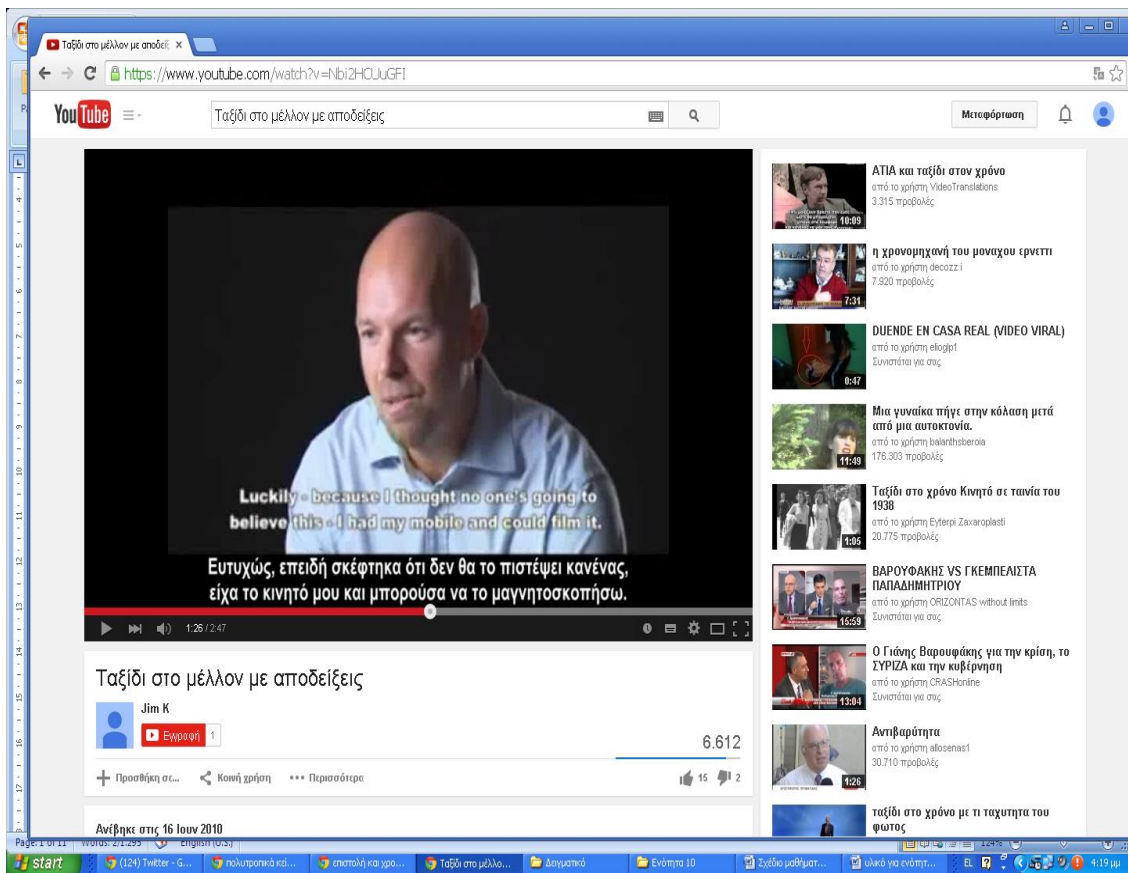 Ταξίδι στο μέλλον με αποδείξ
https://www.youtube.com/watch?v=Nbi2HCUuGFI
YouTube
Ταξίδι στο μέλλον με αποδείξεις
Μεταφόρτωση
Luckily - because I thought no one's going to
believe this - I had my mobile and could film it.
Ευτυχώς, επειδή σκέφτηκα ότι δεν θα το πιστέψει κανένας,
είχα το κινητό μου και μπορούσα να το μαγνητοσκοπήσω.
1:26 / 2:47
Ταξίδι στο μέλλον με αποδείξεις
Jim K
Εγγραφή 1
6.612
Προσθήκη σε... Κοινή χρήση Περισσότερα
15 2
Ανέβηκε στις 16 Ιουν 2010
ΑΤΙΑ και ταξίδι στον χρόνο
από το χρήστη VideoTranslations
3.315 προβολές
10:09
η χρονομηχανή του μοναχου ερνεττι
από το χρήστη decozz i
7.920 προβολές
7:31
DUENDE EN CASA REAL (VIDEO VIRAL)
από το χρήστη elioglp1
Συνιστάται για σας
0:47
Μια γυναίκα πήγε στην κόλαση μετά
από μια αυτοκτονία.
από το χρήστη balanthsberoia
176.303 προβολές
11:49
Ταξίδι στο χρόνο Κινητό σε ταινία του
1938
από το χρήστη Eyterpi Zaxaroplasti
20.775 προβολές
1:05
ΒΑΡΟΥΦΑΚΗΣ VS ΓΚΕΜΠΕΛΙΣΤΑ
ΠΑΠΑΔΗΜΗΤΡΙΟΥ
από το χρήστη ORIZONTAS without limits
Συνιστάται για σας
15:59
Ο Γιάνης Βαρουφάκης για την κρίση, το
ΣΥΡΙΖΑ και την κυβέρνηση
από το χρήστη CRASHonline
Συνιστάται για σας
13:04
Αντιβαρύτητα
από το χρήστη allosenas1
30.710 προβολές
1:26
ταξίδι στο χρόνο με τι ταχυτητα του
φωτος
Page: 1 of 11 Words: 2/1.295 English (U.S.) 124%
start (124) Twitter - G... πολυτροπικά κεί... επιστολή και χρο... Ταξίδι στο μέλλο... Δειγματικό Ενότητα 10 Σχέδιο μαθήματ... υλικό για ενότητ... EL 4:19 μμ